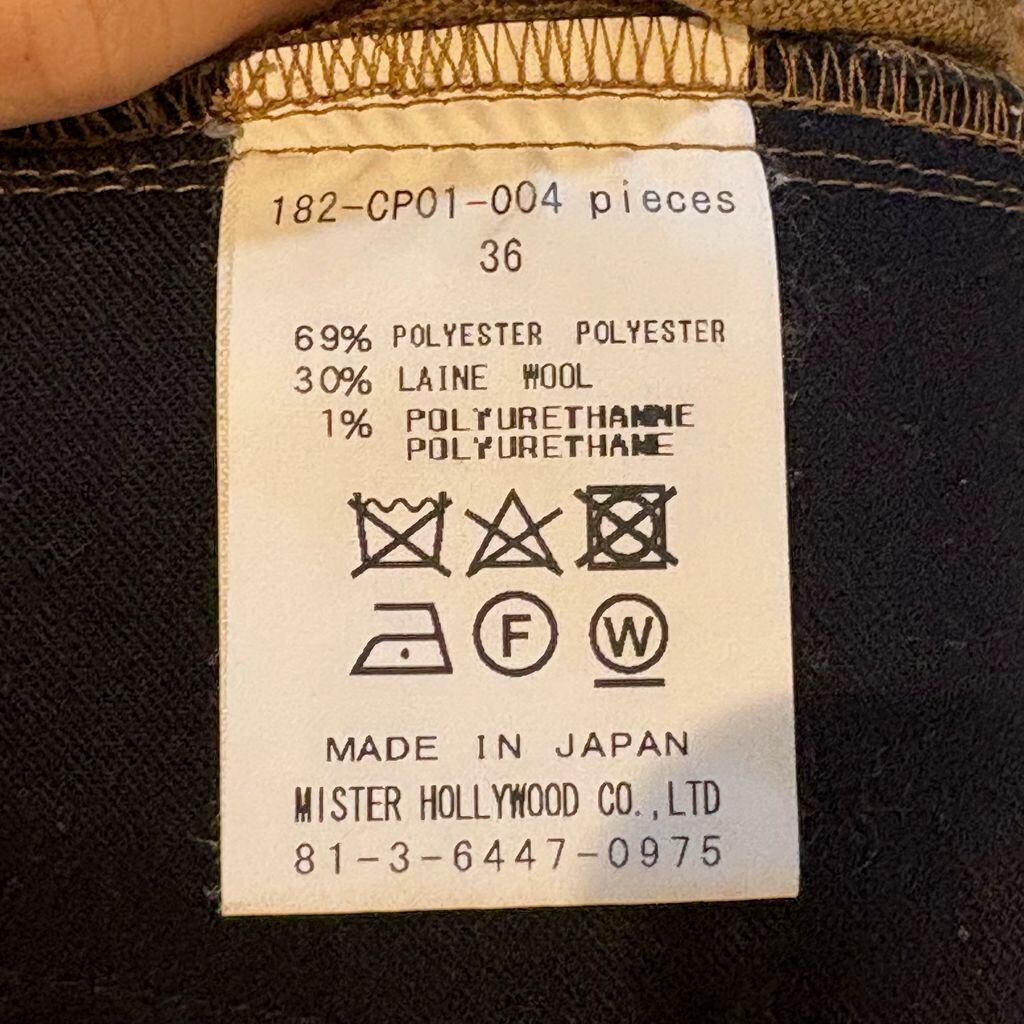 182-CP01-004 pieces
36
69% POLYESTER POLYESTER
30% LAINE WOOL
1% POLYURETHANNE
POLYURETHANE
F W
MADE IN JAPAN
MISTER HOLLYWOOD CO.,LTD
81-3-6447-0975